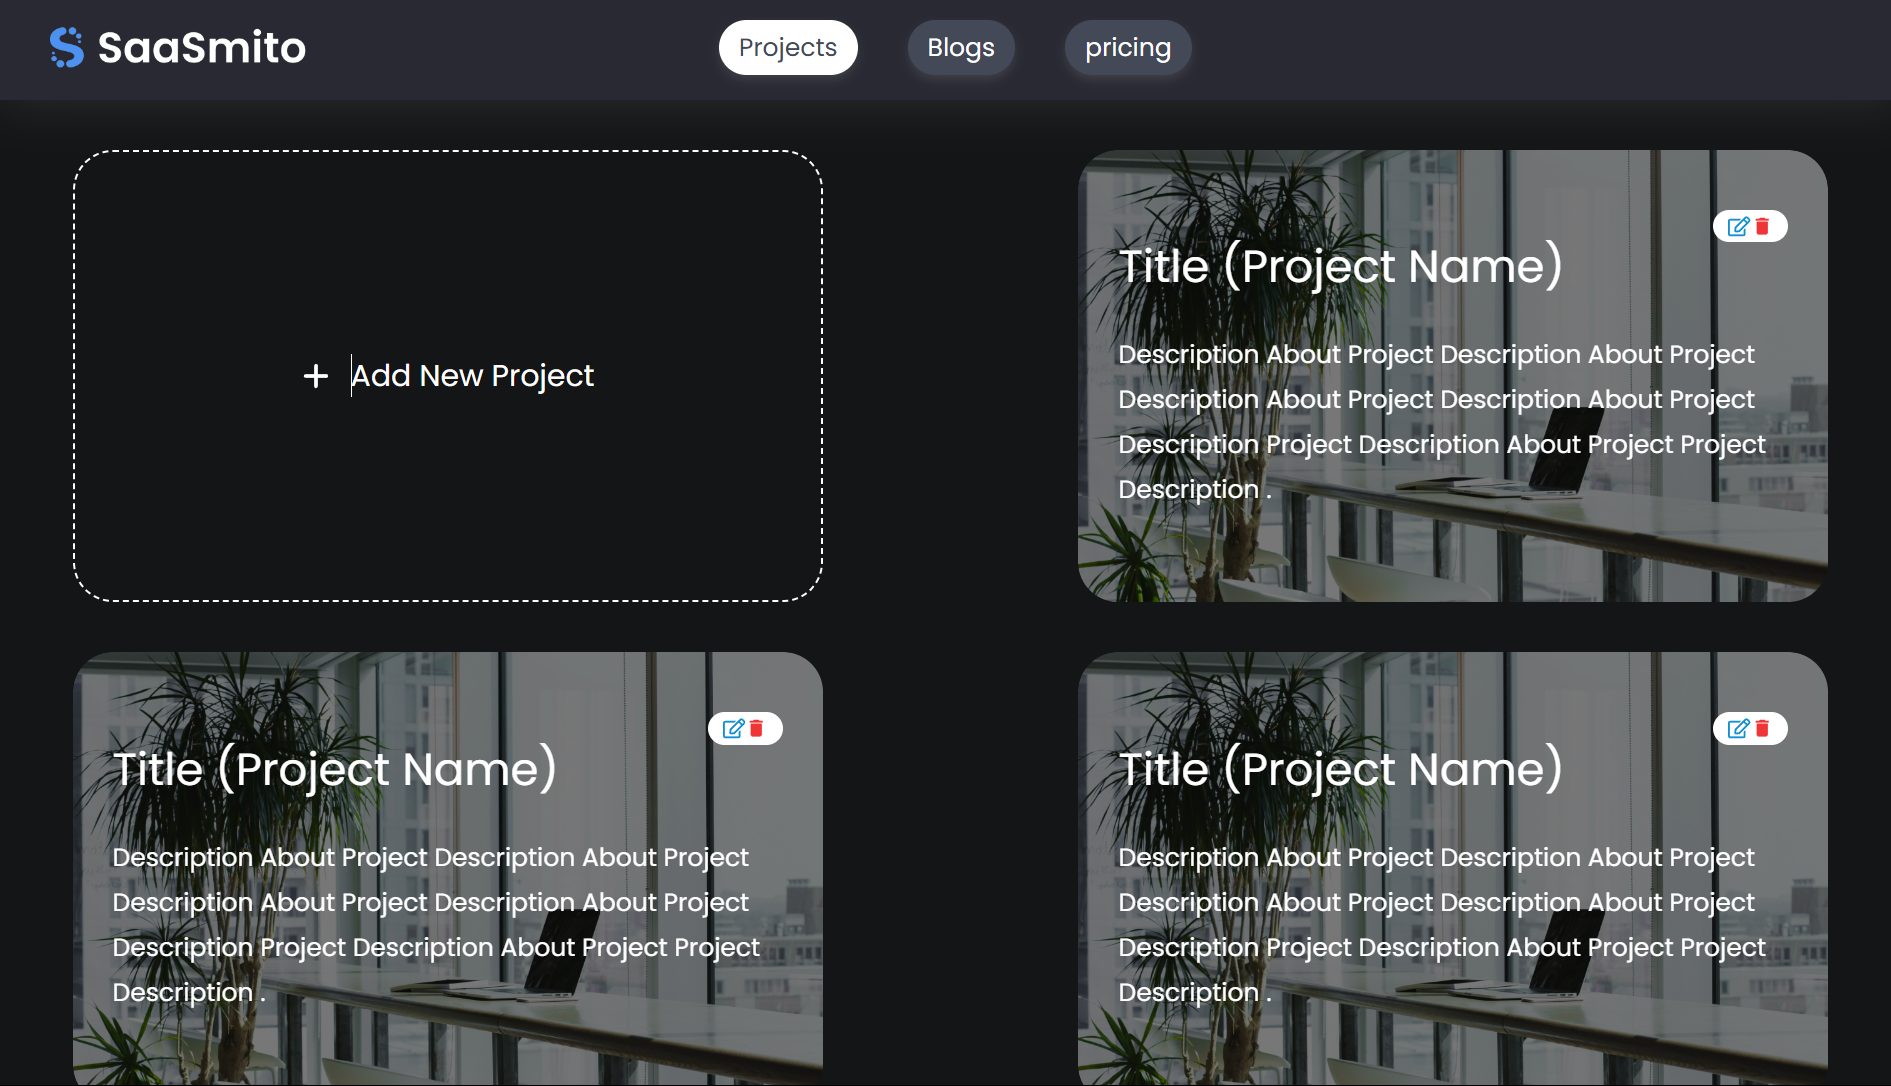 SaaSmito
Projects
Blogs
pricing
Add New Project
Title (Project Name)
Description About Project Description About Project
Description About Project Description About Project
Description Project Description About Project Project
Description .
Title (Project Name)
Description About Project Description About Project
Description About Project Description About Project
Description Project Description About Project Project
Description .
Title (Project Name)
Description About Project Description About Project
Description About Project Description About Project
Description Project Description About Project Project
Description .